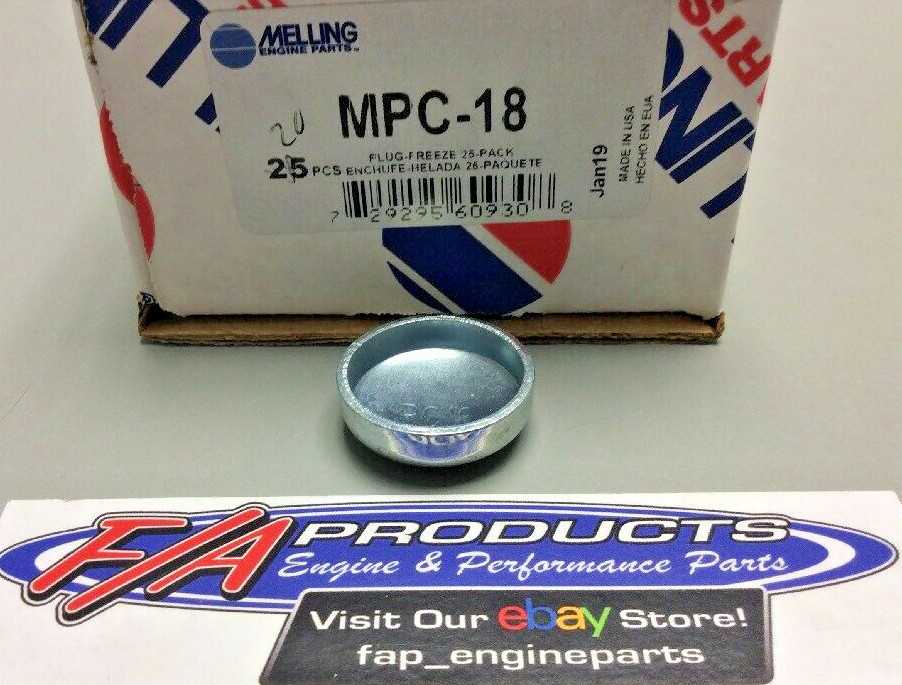 MELLING
ENGINE PARTS
MPC-18
20
PLUG-FREEZE 25-PACK
25 PCS ENCHUFE-HELADA 25-PAQUETE
7 29295 60930 8
Jan19
MADE IN USA
HECHO EN EUA
F/A PRODUCTS
Engine & Performance Parts
Visit Our ebay Store!
fap_engineparts